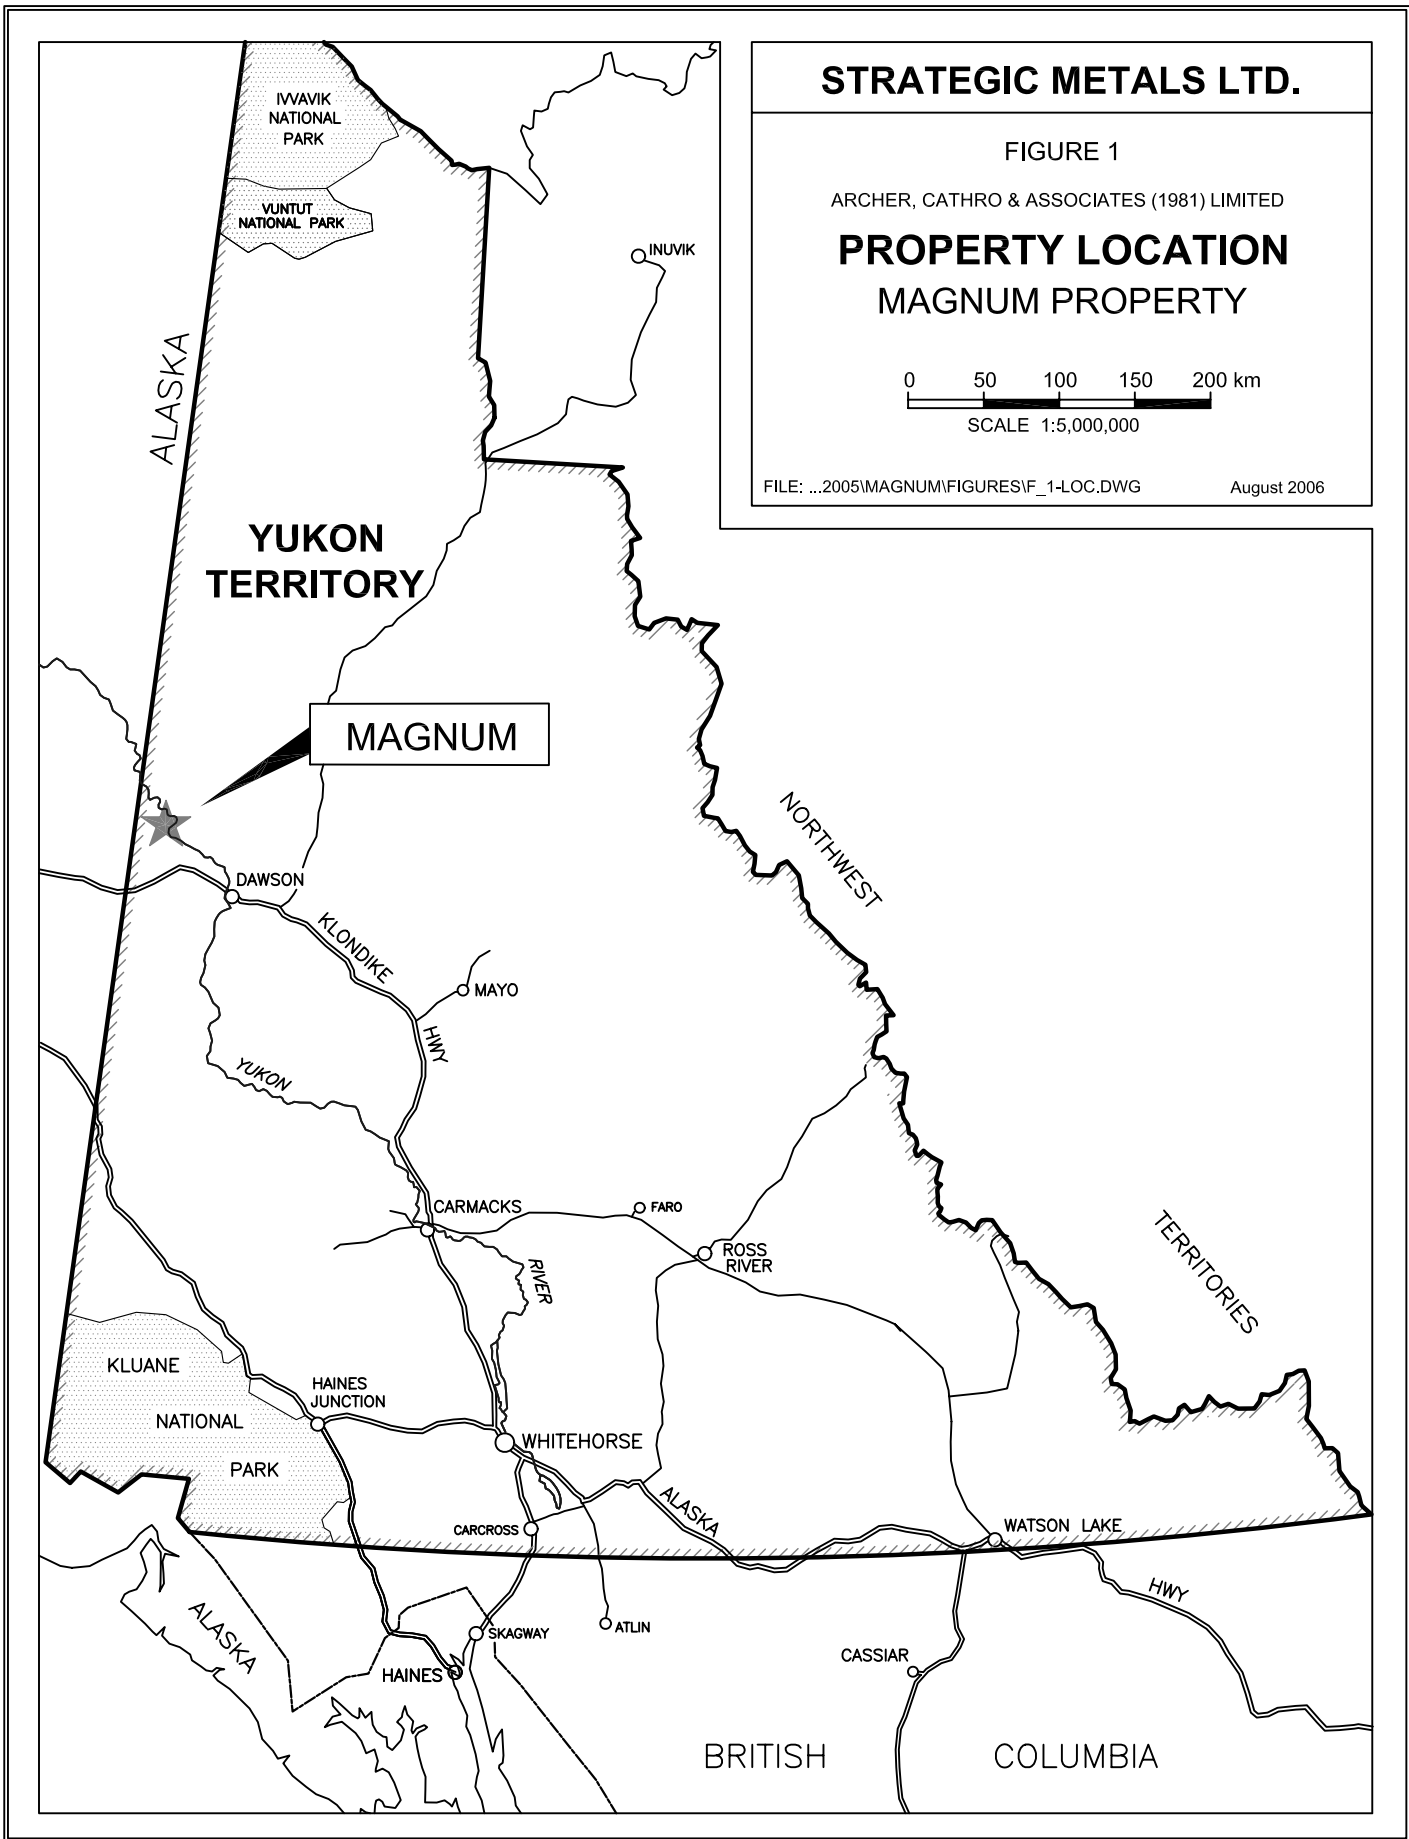 STRATEGIC METALS LTD.
FIGURE 1
ARCHER, CATHRO & ASSOCIATES (1981) LIMITED
PROPERTY LOCATION
MAGNUM PROPERTY
0 50 100 150 200 km
SCALE 1:5,000,000
FILE: ...2005\MAGNUM\FIGURES\F_1-LOC.DWG August 2006
IVVAVIK
NATIONAL
PARK
VUNTUT
NATIONAL PARK
INUVIK
ALASKA
YUKON
TERRITORY
MAGNUM
NORTHWEST
TERRITORIES
DAWSON
KLONDIKE
HWY
MAYO
YUKON
RIVER
CARMACKS
FARO
ROSS
RIVER
KLUANE
NATIONAL
PARK
HAINES
JUNCTION
WHITEHORSE
ALASKA
HWY
CARCROSS
WATSON LAKE
ALASKA
SKAGWAY
ATLIN
HAINES
CASSIAR
BRITISH COLUMBIA